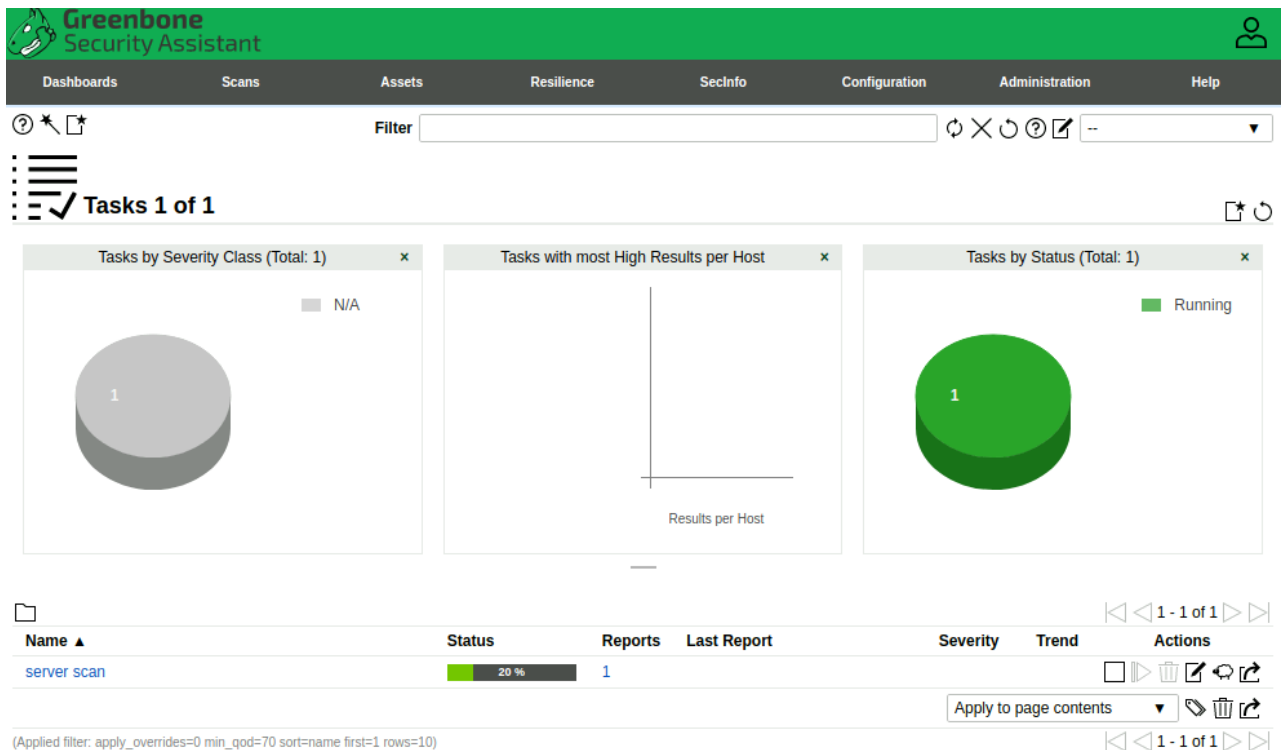 Greenbone
Security Assistant
Dashboards Scans Assets Resilience SecInfo Configuration Administration Help
Filter --
Tasks 1 of 1
Tasks by Severity Class (Total: 1) × Tasks with most High Results per Host × Tasks by Status (Total: 1) ×
N/A Running
1 1
Results per Host
1 - 1 of 1
Name ▲ Status Reports Last Report Severity Trend Actions
server scan 20 % 1
Apply to page contents ▼
(Applied filter: apply_overrides=0 min_qod=70 sort=name first=1 rows=10) 1 - 1 of 1